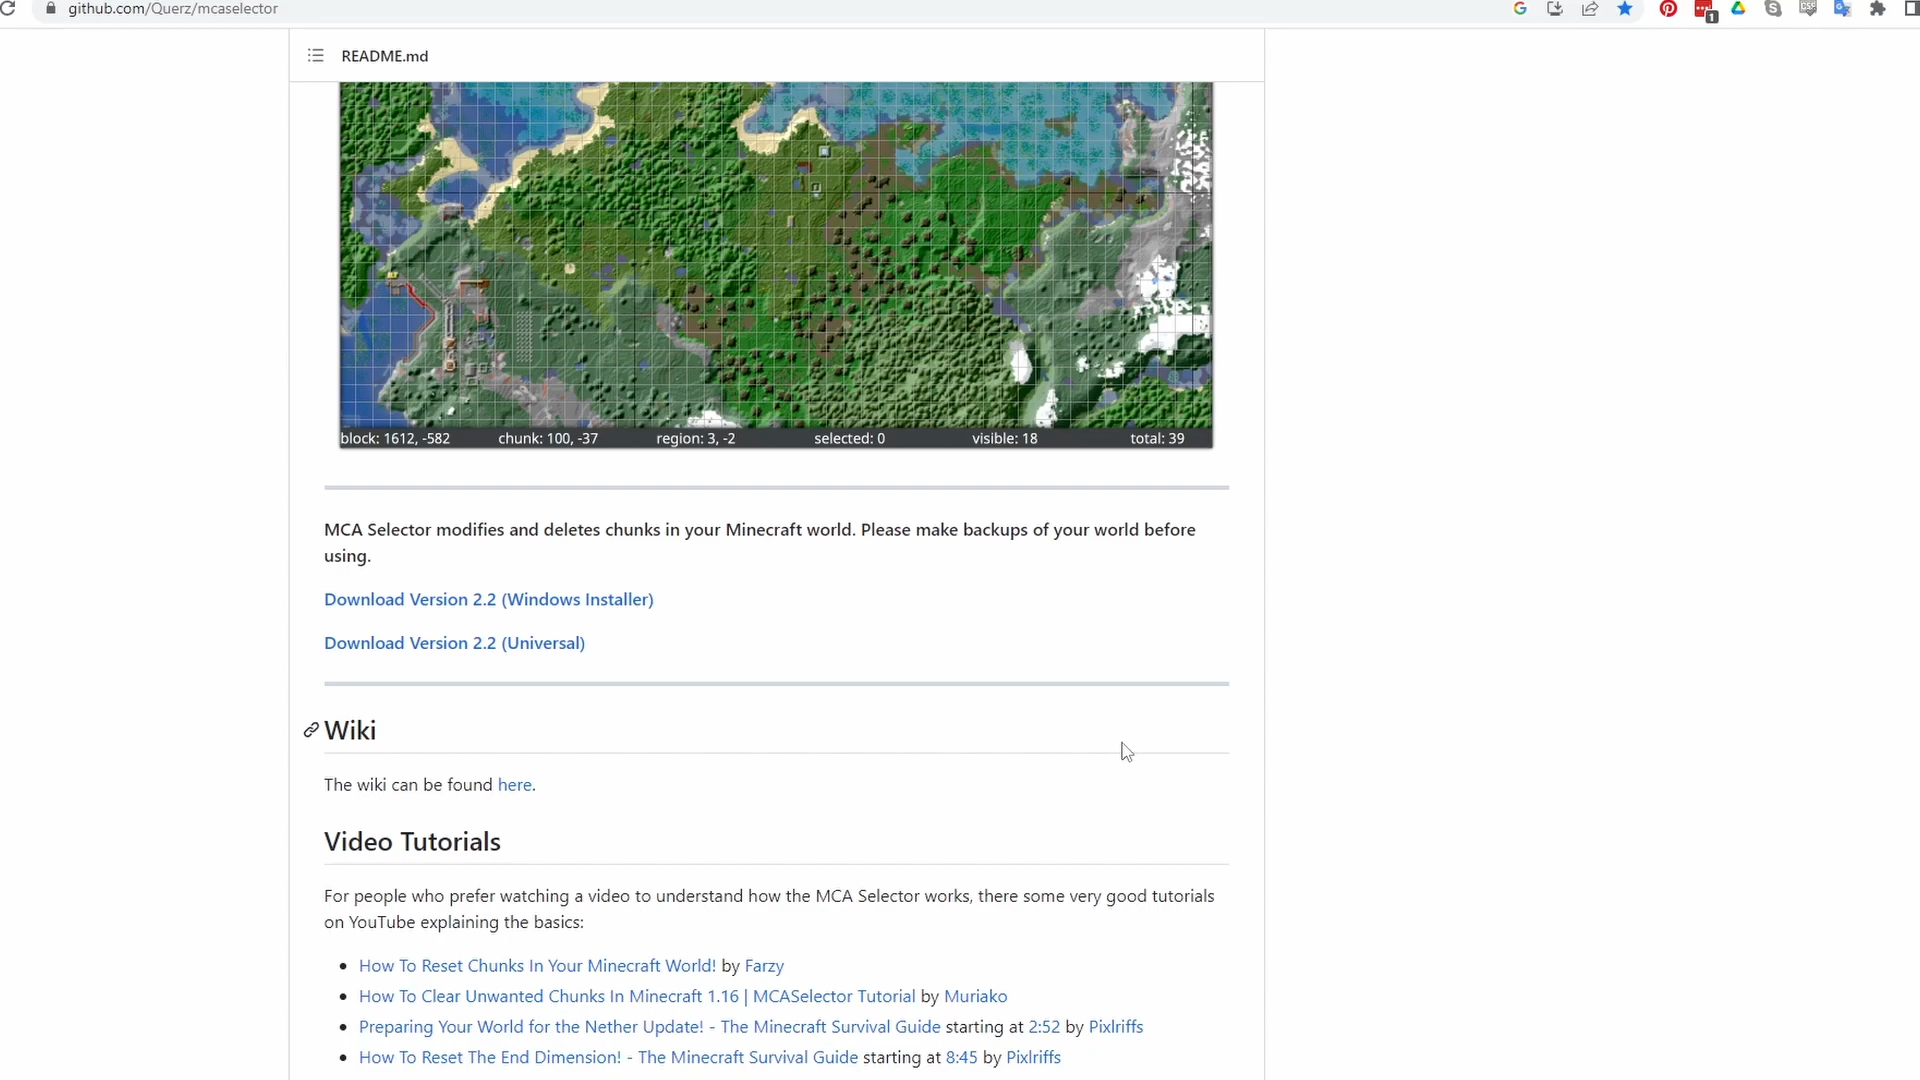 github.com/Querz/mcaselector
1
CSF
README.md
block: 1612, -582 chunk: 100, -37 region: 3, -2 selected: 0 visible: 18 total: 39
MCA Selector modifies and deletes chunks in your Minecraft world. Please make backups of your world before
using.
Download Version 2.2 (Windows Installer)
Download Version 2.2 (Universal)
Wiki
The wiki can be found here.
Video Tutorials
For people who prefer watching a video to understand how the MCA Selector works, there some very good tutorials
on YouTube explaining the basics:
• How To Reset Chunks In Your Minecraft World! by Farzy
• How To Clear Unwanted Chunks In Minecraft 1.16 | MCASelector Tutorial by Muriako
• Preparing Your World for the Nether Update! - The Minecraft Survival Guide starting at 2:52 by Pixlriffs
• How To Reset The End Dimension! - The Minecraft Survival Guide starting at 8:45 by Pixlriffs